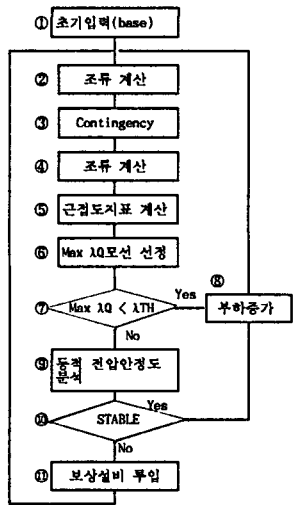 ① 초기입력(base)
② 조류 계산
③ Contingency
④ 조류 계산
⑤ 근접도지표 계산
⑥ Max λQ모선 선정
⑦ Max λQ < λTH
Yes
⑧
부하증가
No
⑨ 동적 전압안정도
분석
⑩ STABLE
Yes
No
⑪ 보상설비 투입